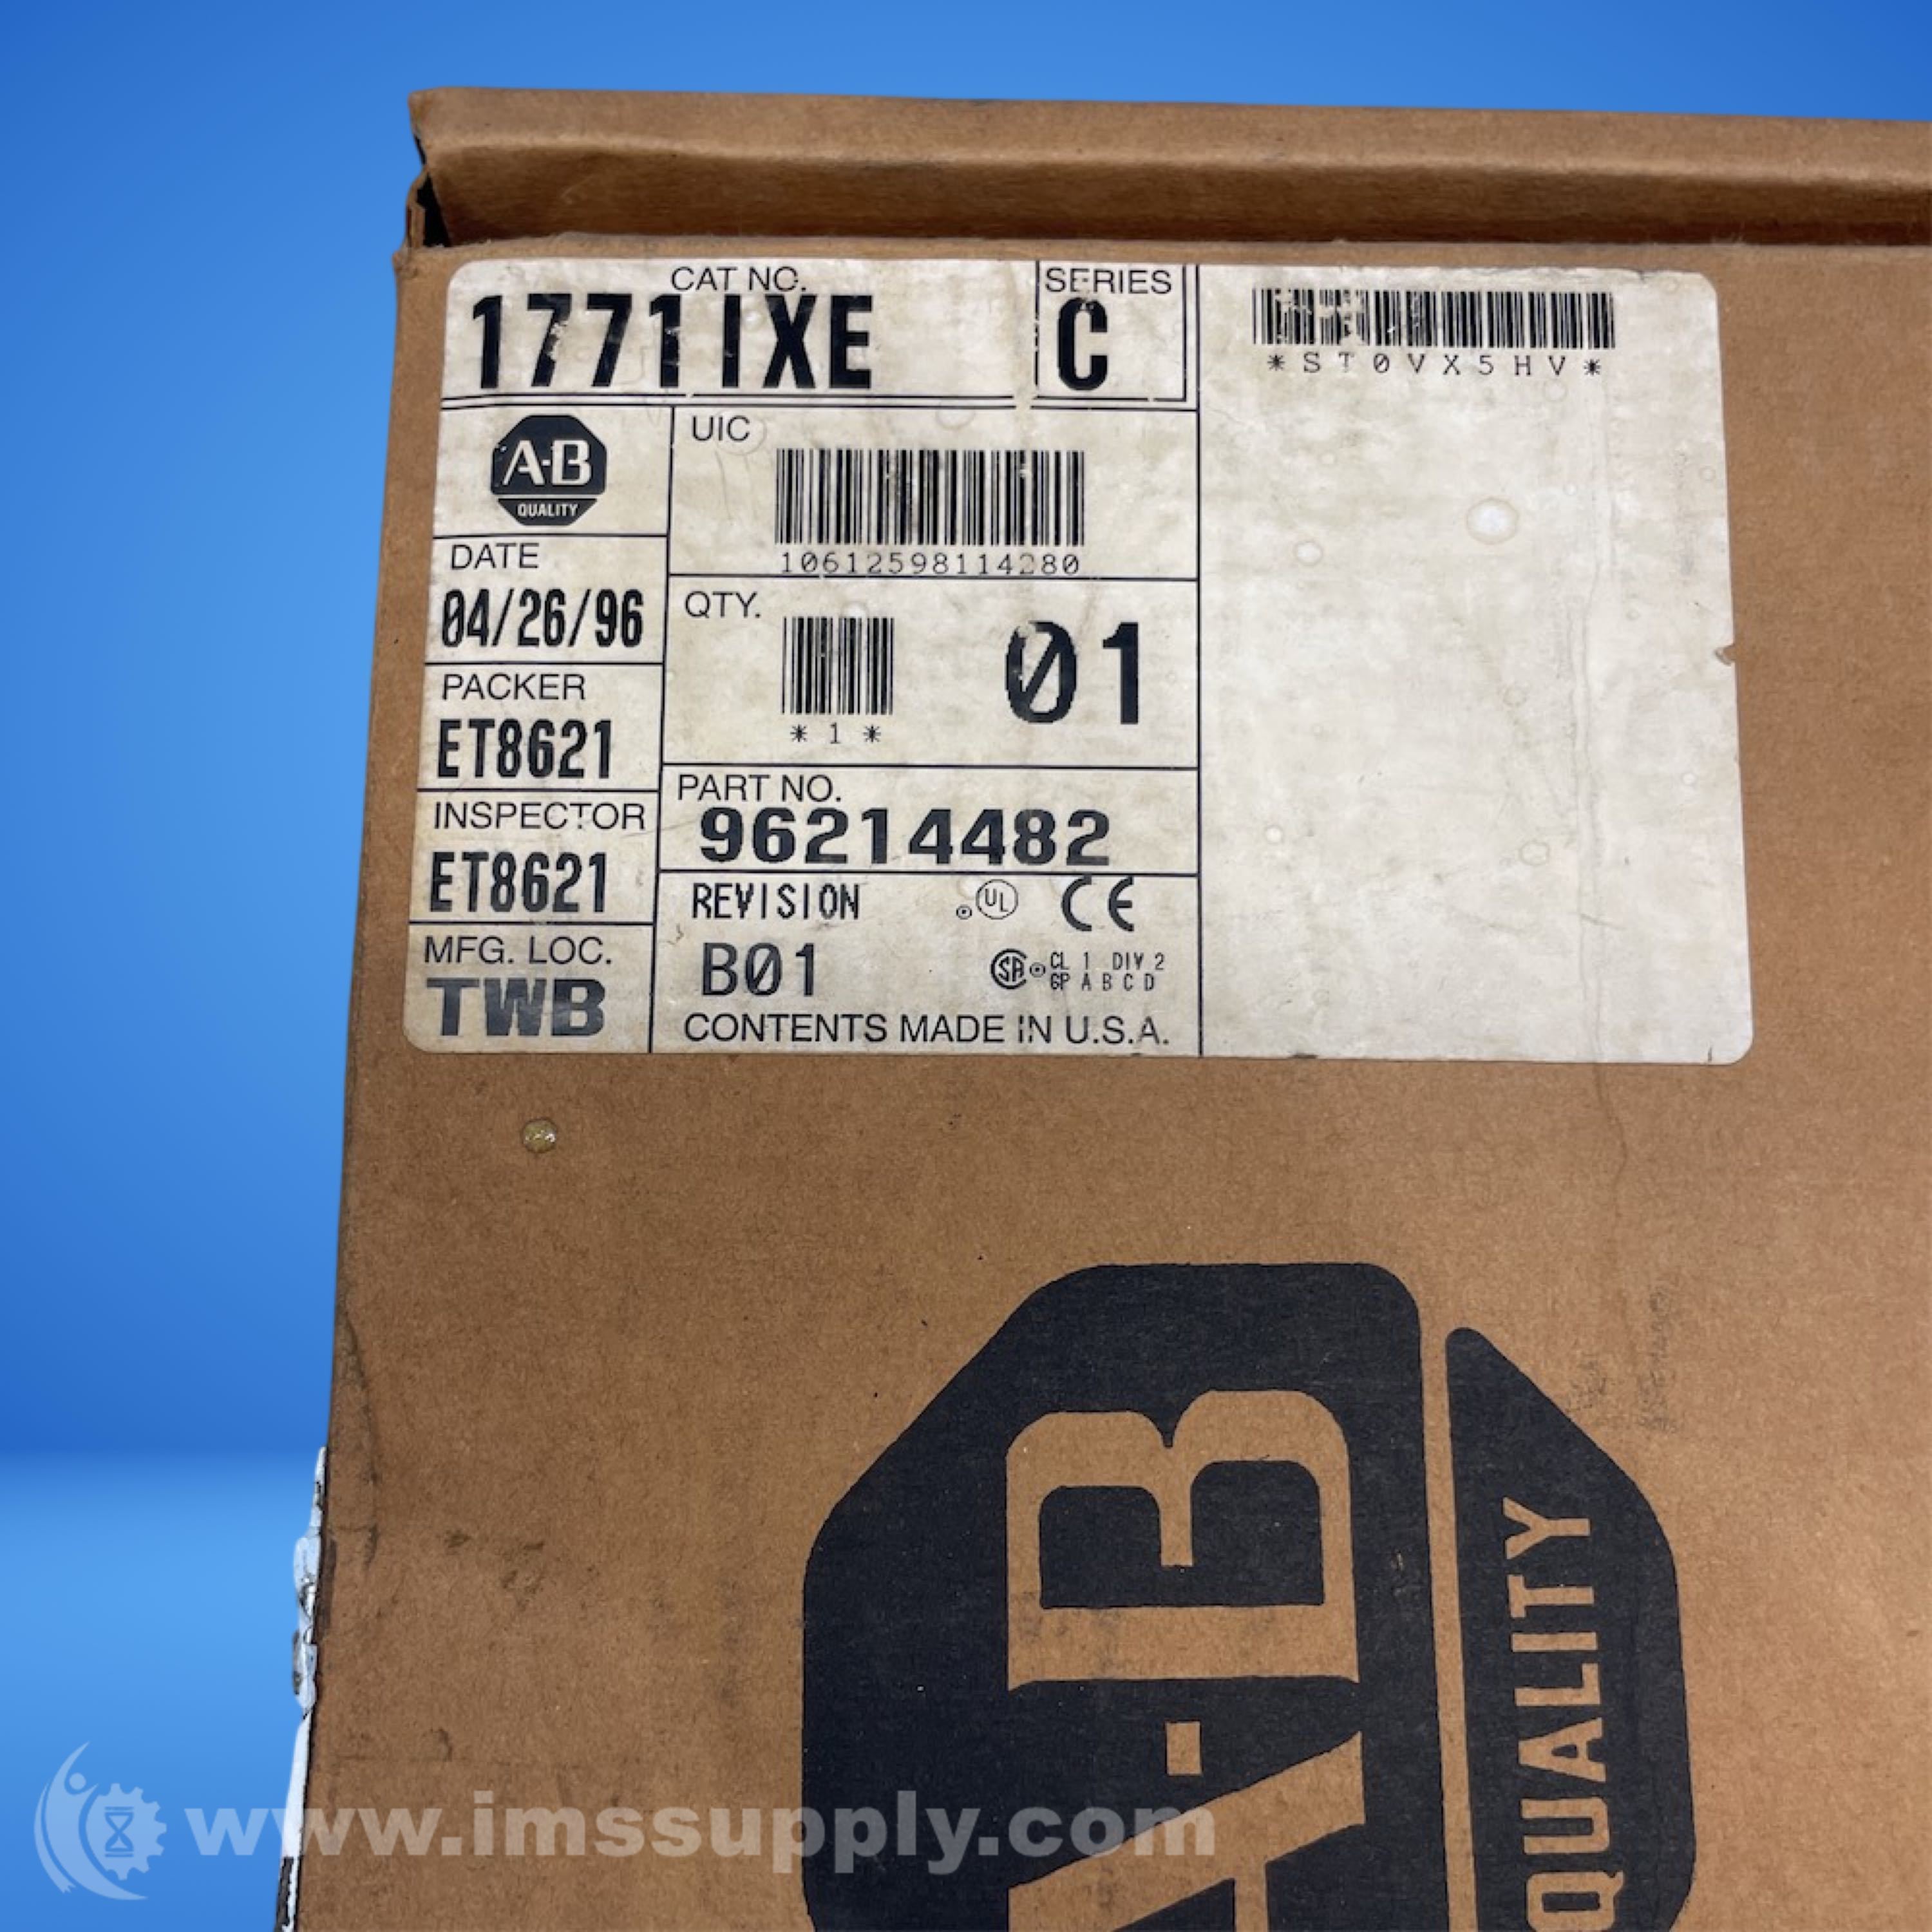 CAT NO.
1771IXE
SERIES
C
*ST0VX5HV*
A-B
QUALITY
UIC
10612598114280
DATE
04/26/96
QTY.
*1*
01
PACKER
ET8621
PART NO.
96214482
INSPECTOR
ET8621
REVISION
B01
UL
CE
SA
CL 1 DIV 2
GP A B C D
MFG. LOC.
TWB
CONTENTS MADE IN U.S.A.
A-B
QUALITY
www.imssupply.com